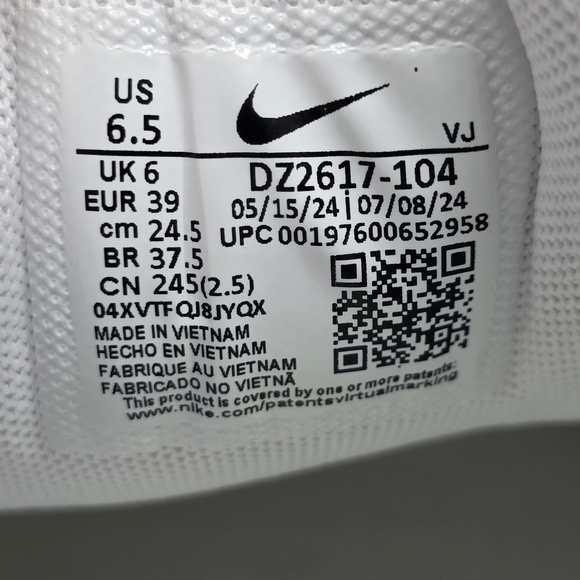 US
6.5
VJ
UK 6
EUR 39
cm 24.5
BR 37.5
CN 245(2.5)
DZ2617-104
05/15/24|07/08/24
UPC 00197600652958
04XVTFQJ8JYQX
MADE IN VIETNAM
HECHO EN VIETNAM
FABRIQUE AU VIETNAM
FABRICADO NO VIETNÃ
This product is covered by one or more patents:
www.nike.com/patentsvirtualmarking